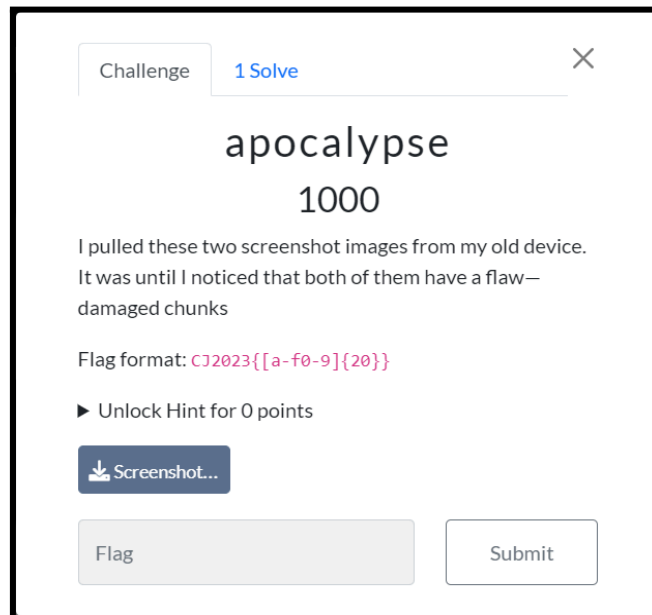 Challenge
1 Solve
apocalypse
1000
I pulled these two screenshot images from my old device.
It was until I noticed that both of them have a flaw—
damaged chunks
Flag format: CJ2023{[a-f0-9]{20}}
▶ Unlock Hint for 0 points
Screenshot...
Flag
Submit